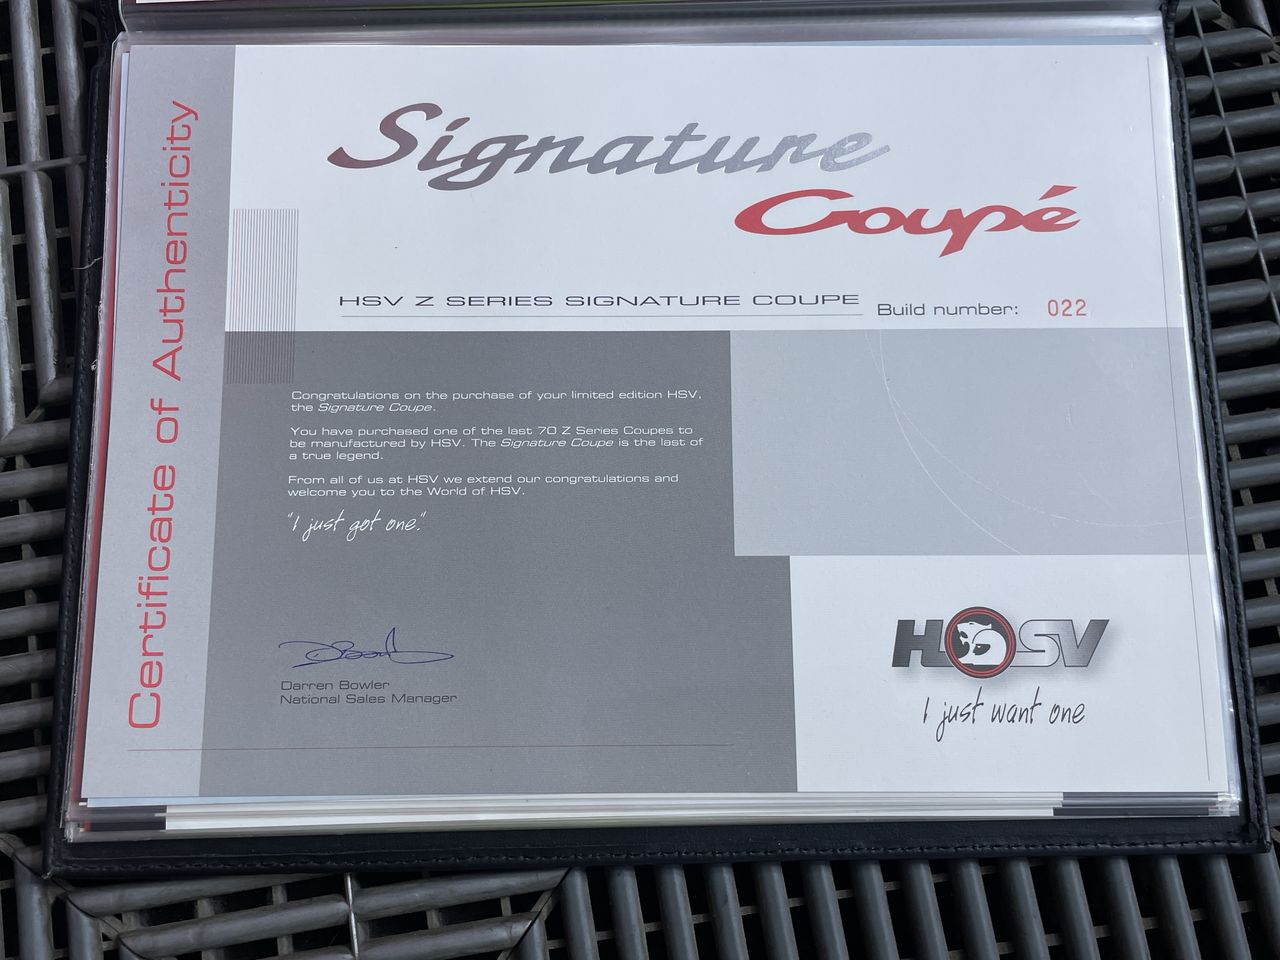 Certificate of Authenticity
Signature
Coupé
HSV Z SERIES SIGNATURE COUPE
Build number: 022
Congratulations on the purchase of your limited edition HSV,
the Signature Coupe.
You have purchased one of the last 70 Z Series Coupes to
be manufactured by HSV. The Signature Coupe is the last of
a true legend.
From all of us at HSV we extend our congratulations and
welcome you to the World of HSV.
"I just got one."
Darren Bowler
National Sales Manager
HSV
I just want one